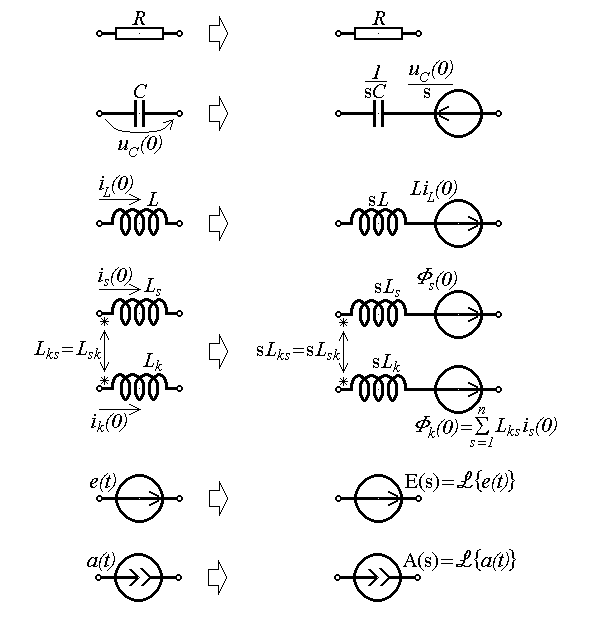 R R
C 1/sC u_C(0)/s
u_C(0)
i_L(0) L sL Li_L(0)
i_s(0) L_s sL_s Φ_s(0)
* *
L_ks=L_sk sL_ks=sL_sk
* L_k * sL_k
i_k(0) Φ_k(0)=∑_{s=1}^{n} L_ks i_s(0)
e(t) E(s)=ℒ{e(t)}
a(t) A(s)=ℒ{a(t)}